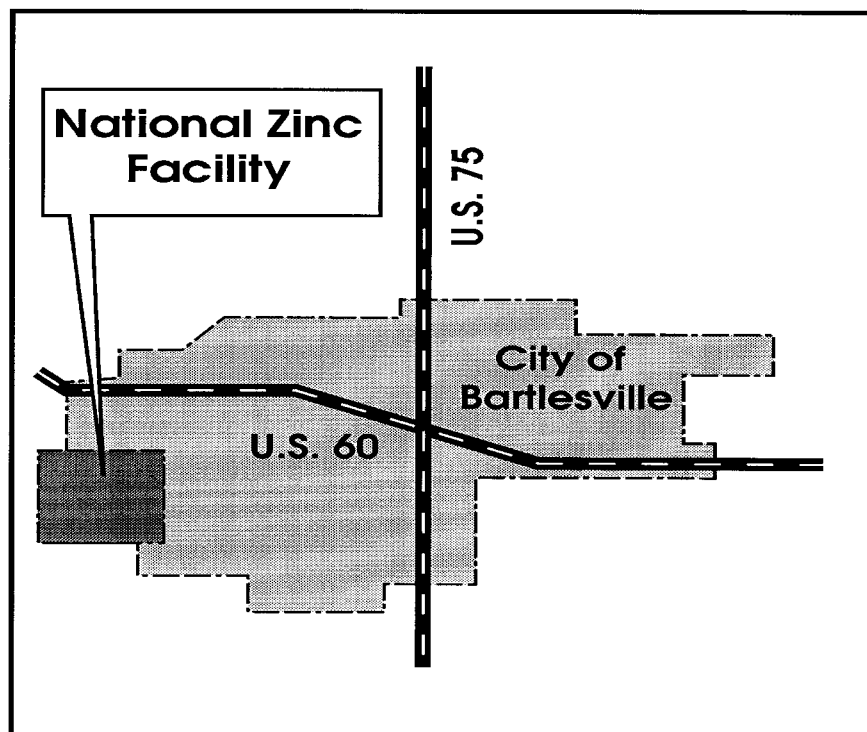 National Zinc
Facility
U.S. 75
City of
Bartlesville
U.S. 60